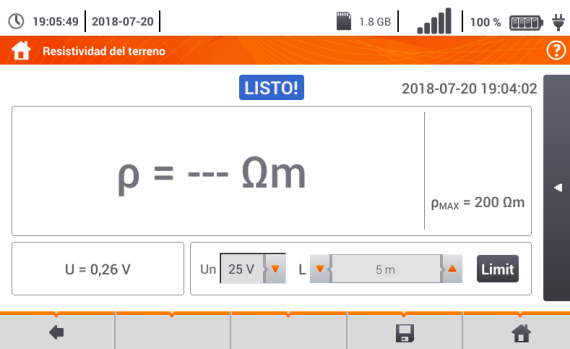 19:05:49 2018-07-20 1.8 GB 100 %
Resistividad del terreno ?
LISTO! 2018-07-20 19:04:02
ρ = --- Ωm
ρMAX = 200 Ωm
U = 0,26 V Un 25 V L 5 m Limit